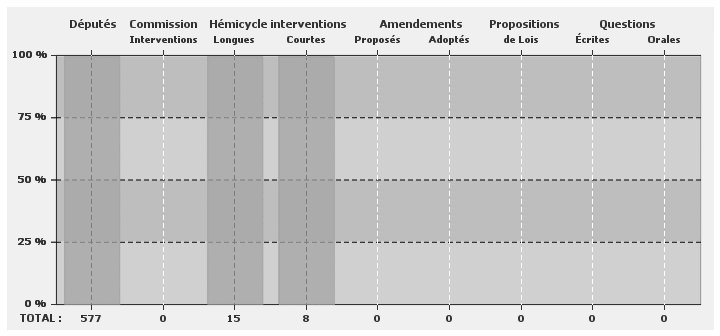 Députés Commission Hémicycle interventions Amendements Propositions Questions
Interventions Longues Courtes Proposés Adoptés de Lois Écrites Orales
100 %
75 %
50 %
25 %
0 %
TOTAL : 577 0 15 8 0 0 0 0 0